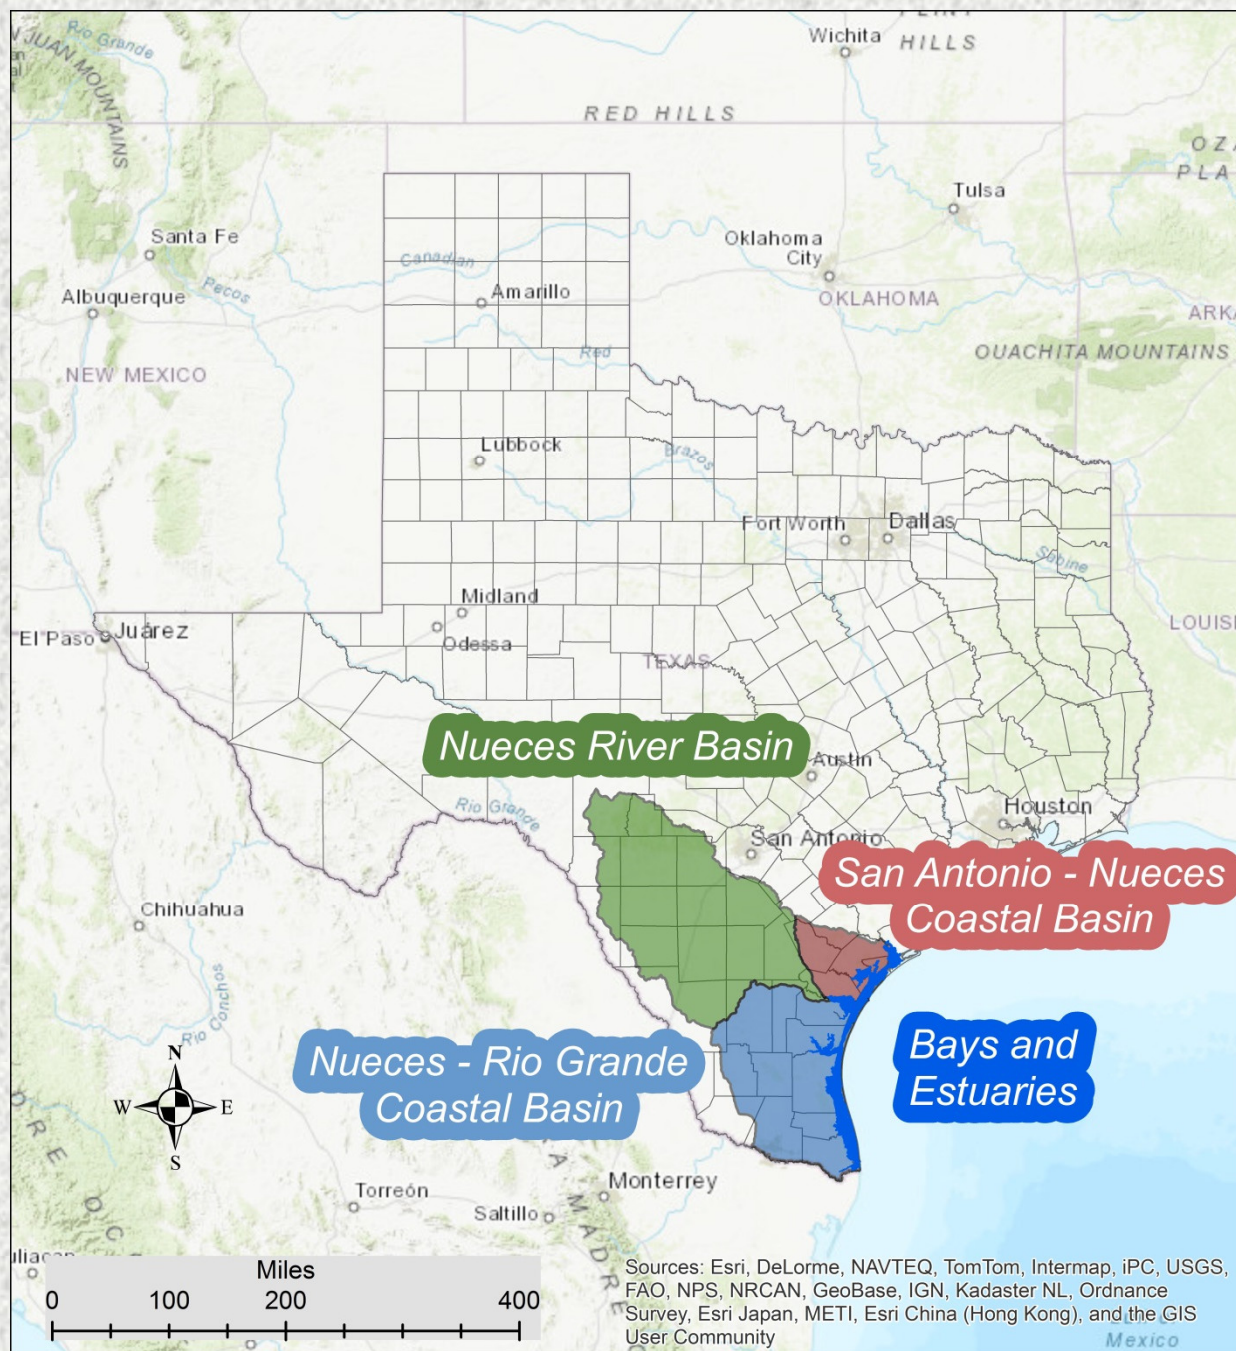 Rio Grande
JUAN MOUNTAINS
Wichita
HILLS
RED HILLS
Tulsa
Santa Fe
Oklahoma
City
Canadian
Pecos
Amarillo
Albuquerque
OKLAHOMA
Red
OUACHITA MOUNTAINS
NEW MEXICO
Lubbock
Brazos
Fort Worth
Dallas
Sabine
Midland
El Paso
Juárez
Odessa
TEXAS
Nueces River Basin
Austin
Rio Grande
Houston
San Antonio
San Antonio - Nueces
Coastal Basin
Chihuahua
Rio Conchos
Nueces - Rio Grande
Coastal Basin
Bays and
Estuaries
N
W
E
S
Monterrey
Torreón
Saltillo
Miles
0 100 200 400
Sources: Esri, DeLorme, NAVTEQ, TomTom, Intermap, iPC, USGS,
FAO, NPS, NRCAN, GeoBase, IGN, Kadaster NL, Ordnance
Survey, Esri Japan, METI, Esri China (Hong Kong), and the GIS
User Community
Mexico